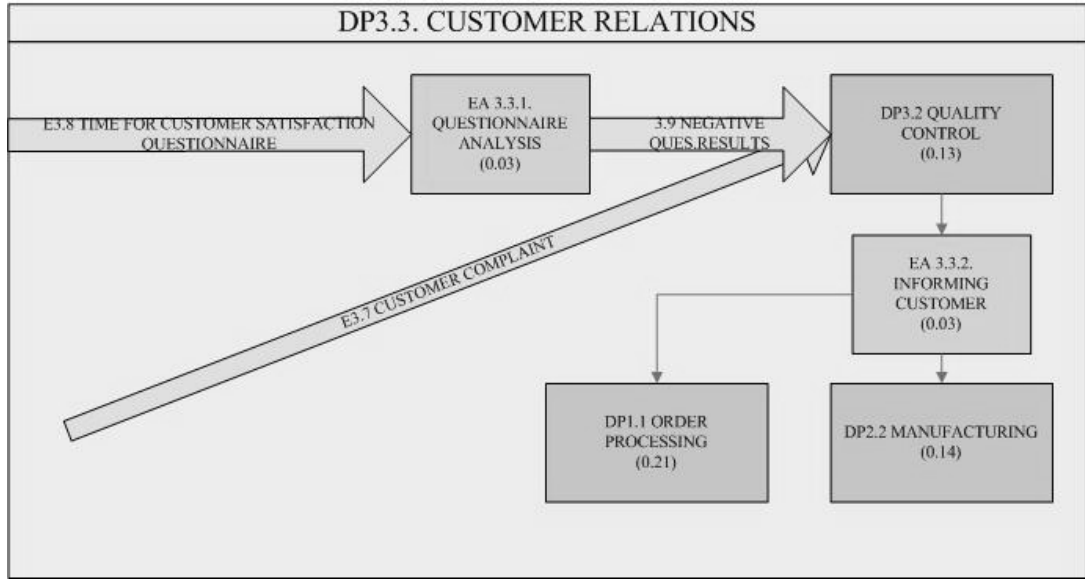 DP3.3. CUSTOMER RELATIONS
E3.8 TIME FOR CUSTOMER SATISFACTION
QUESTIONNAIRE
EA 3.3.1.
QUESTIONNAIRE
ANALYSIS
(0.03)
3.9 NEGATIVE
QUES.RESULTS
DP3.2 QUALITY
CONTROL
(0.13)
E3.7 CUSTOMER COMPLAINT
EA 3.3.2.
INFORMING
CUSTOMER
(0.03)
DP1.1 ORDER
PROCESSING
(0.21)
DP2.2 MANUFACTURING
(0.14)